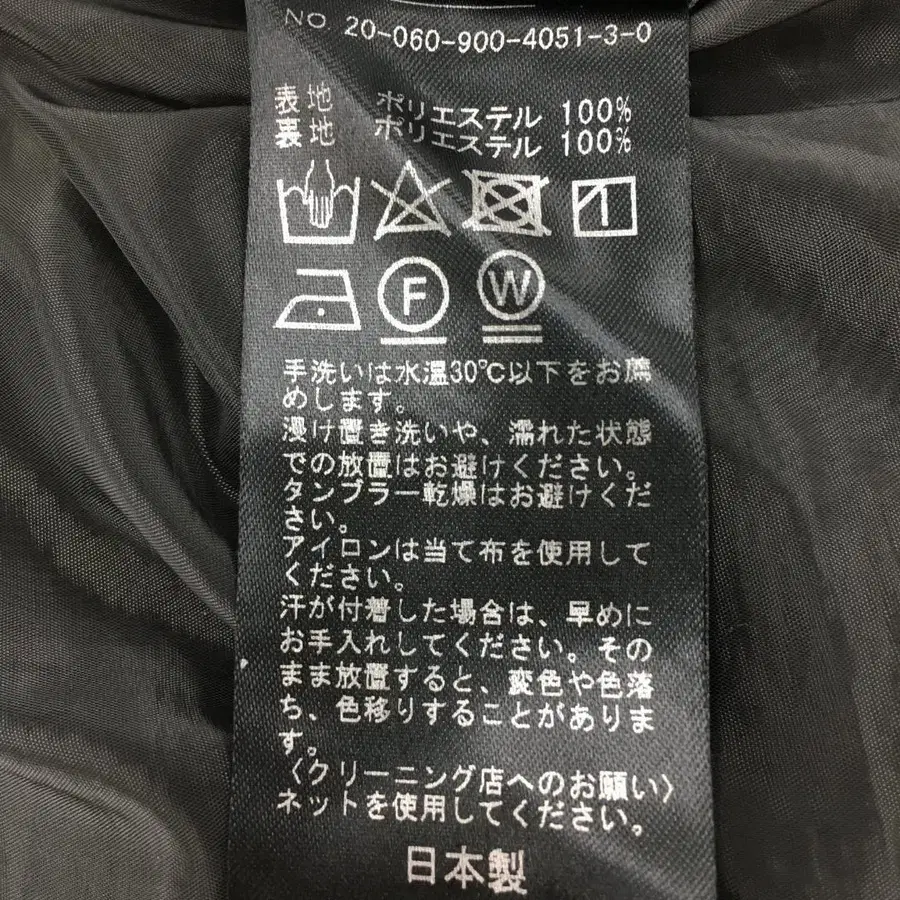 NO. 20-060-900-4051-3-0
表地 ポリエステル 100%
裏地 ポリエステル 100%
F W
手洗いは水温30℃以下をお薦
めします。
浸け置き洗いや、濡れた状態
での放置はお避けください。
タンブラー乾燥はお避けくだ
さい。
アイロンは当て布を使用して
ください。
汗が付着した場合は、早めに
お手入れしてください。その
まま放置すると、変色や色落
ち、色移りすることがありま
す。
〈クリーニング店へのお願い〉
ネットを使用してください。
日本製